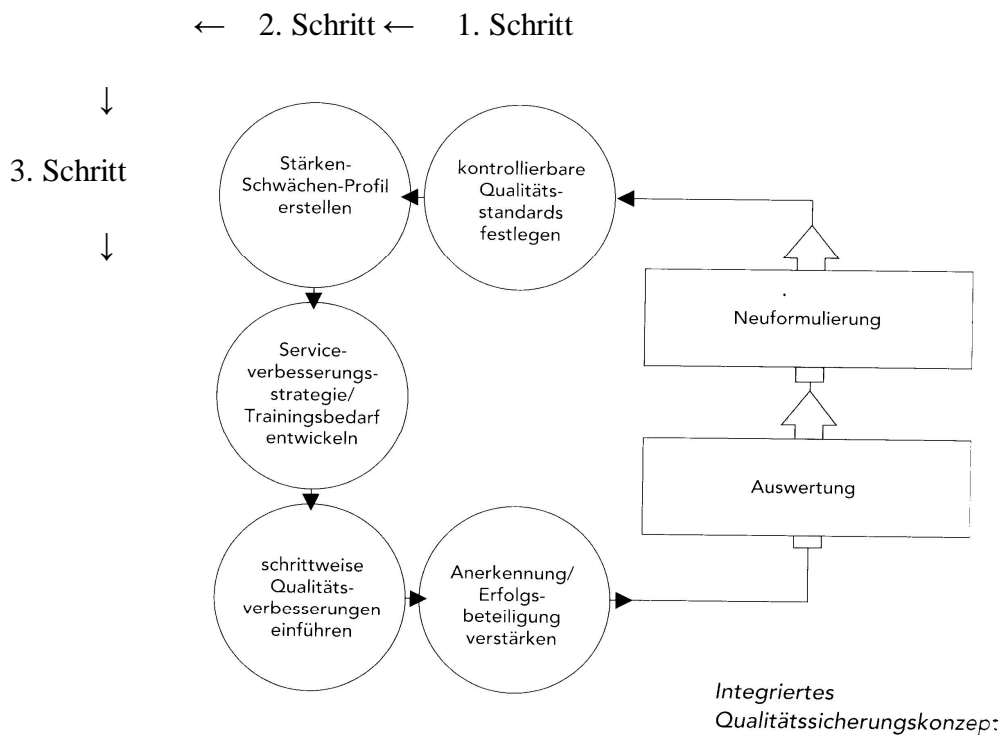 ← 2. Schritt ← 1. Schritt
↓
3. Schritt
↓
Stärken-
Schwächen-Profil
erstellen
kontrollierbare
Qualitäts-
standards
festlegen
Neuformulierung
Service-
verbesserungs-
strategie/
Trainingsbedarf
entwickeln
Auswertung
schrittweise
Qualitäts-
verbesserungen
einführen
Anerkennung/
Erfolgs-
beteiligung
verstärken
Integriertes
Qualitätssicherungskonzept